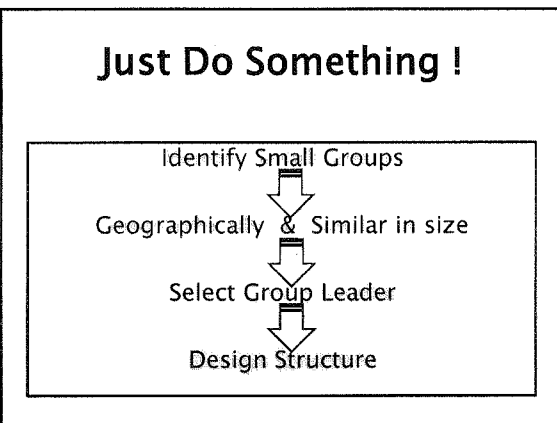 Just Do Something !
Identify Small Groups
Geographically & Similar in size
Select Group Leader
Design Structure